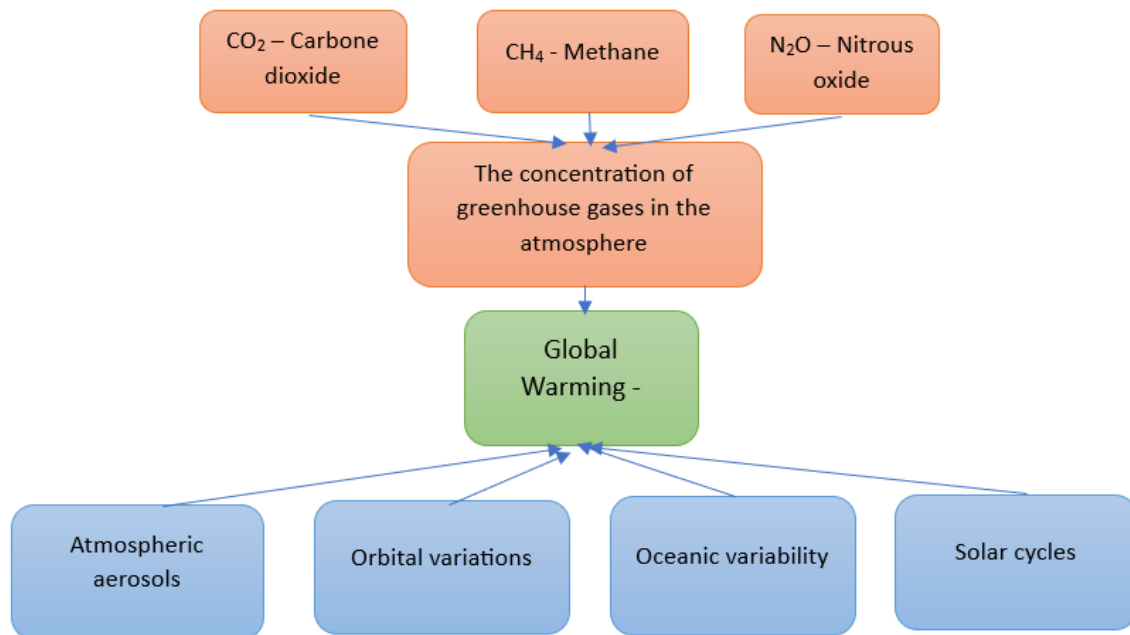 CO₂ – Carbone
dioxide
CH₄ - Methane
N₂O – Nitrous
oxide
The concentration of
greenhouse gases in the
atmosphere
Global
Warming -
Atmospheric
aerosols
Orbital variations
Oceanic variability
Solar cycles